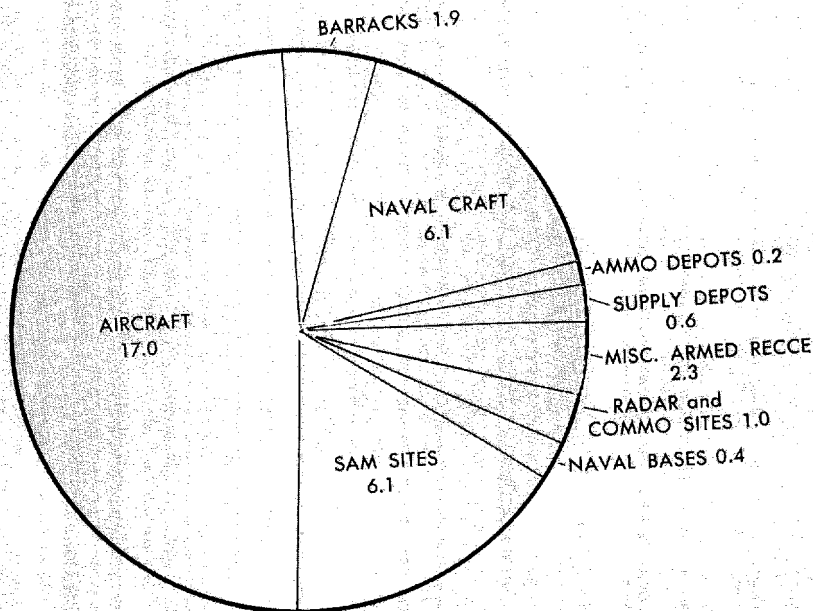 BARRACKS 1.9
NAVAL CRAFT
6.1
AMMO DEPOTS 0.2
SUPPLY DEPOTS
0.6
MISC. ARMED RECCE
2.3
RADAR and
COMMO SITES 1.0
NAVAL BASES 0.4
SAM SITES
6.1
AIRCRAFT
17.0